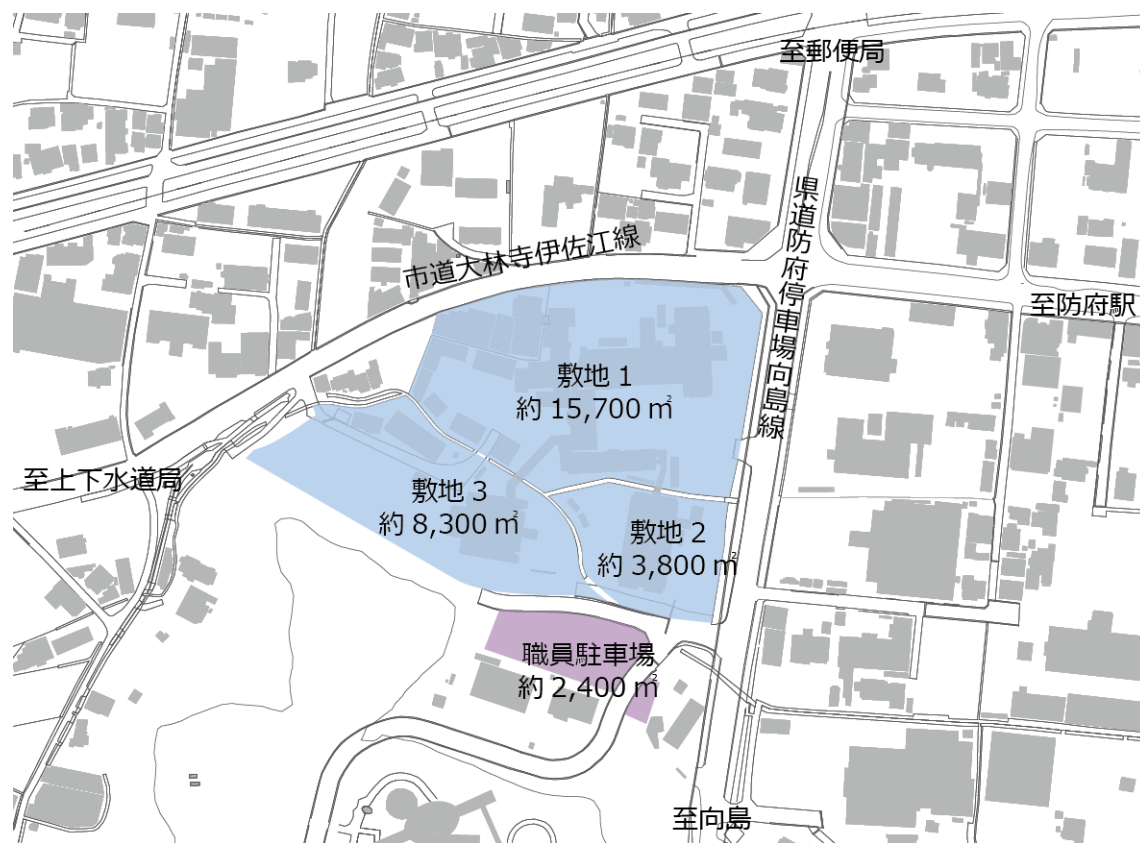 至郵便局
県道防府停車場向島線
市道大林寺伊佐江線
至防府駅
敷地 1
約 15,700 ㎡
至上下水道局
敷地 3
約 8,300 ㎡
敷地 2
約 3,800 ㎡
職員駐車場
約 2,400 ㎡
至向島